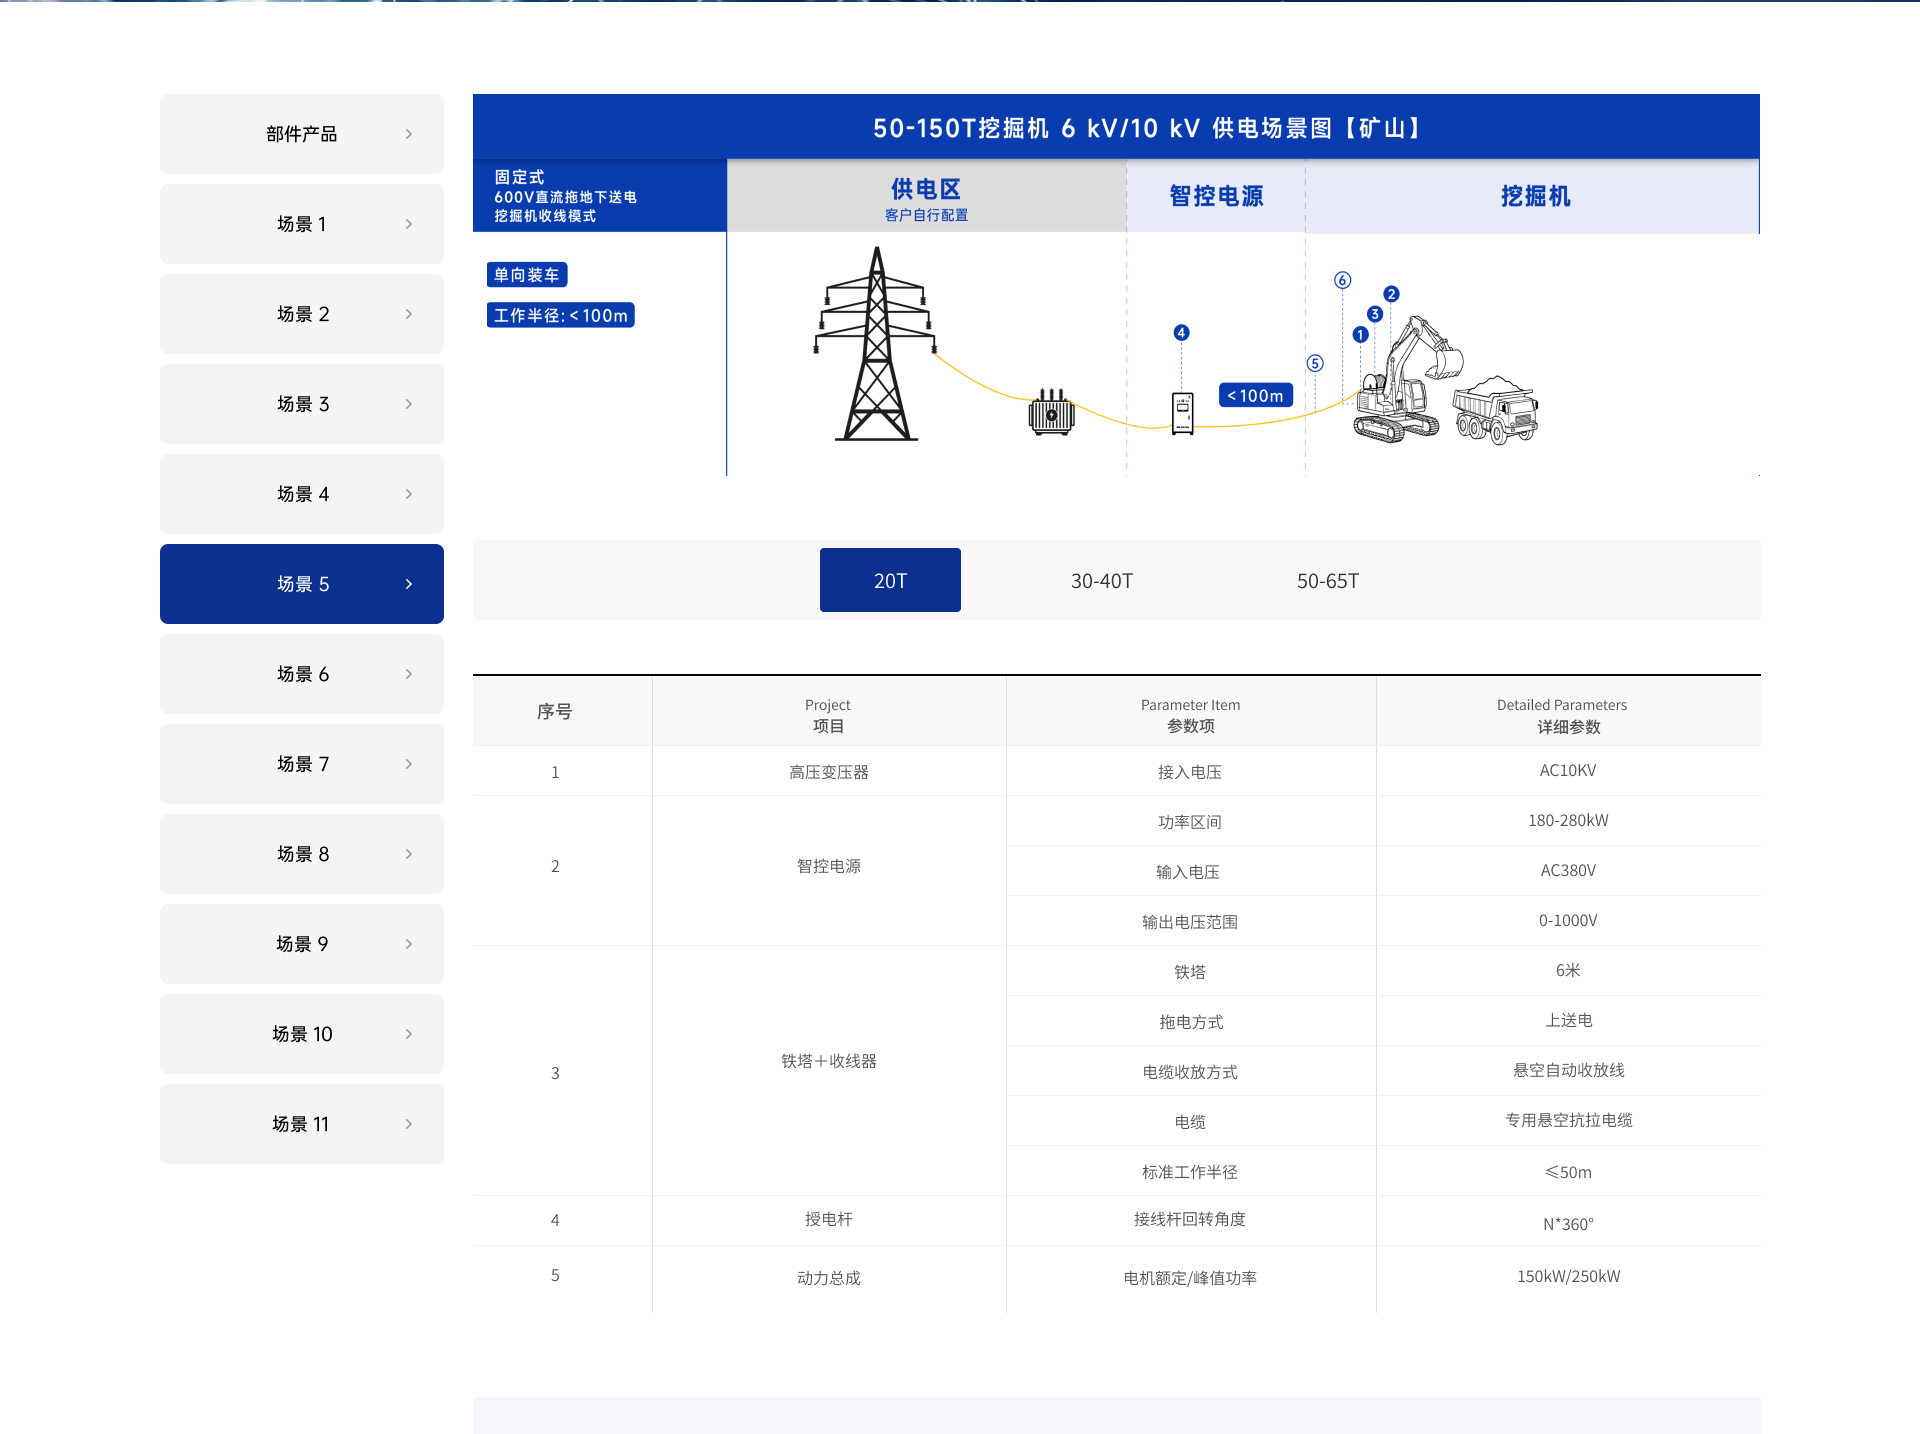 部件产品
场景 1
场景 2
场景 3
场景 4
场景 5
场景 6
场景 7
场景 8
场景 9
场景 10
场景 11
50-150T挖掘机 6 kV/10 kV 供电场景图【矿山】
固定式
600V直流拖地下送电
挖掘机收线模式
供电区
客户自行配置
智控电源
挖掘机
单向装车
工作半径:<100m
6
2
3
1
4
5
<100m
20T
30-40T
50-65T
序号
Project
项目
Parameter Item
参数项
Detailed Parameters
详细参数
1
高压变压器
接入电压
AC10KV
2
智控电源
功率区间
180-280kW
输入电压
AC380V
输出电压范围
0-1000V
3
铁塔+收线器
铁塔
6米
拖电方式
上送电
电缆收放方式
悬空自动收放线
电缆
专用悬空抗拉电缆
标准工作半径
≤50m
4
授电杆
接线杆回转角度
N*360°
5
动力总成
电机额定/峰值功率
150kW/250kW